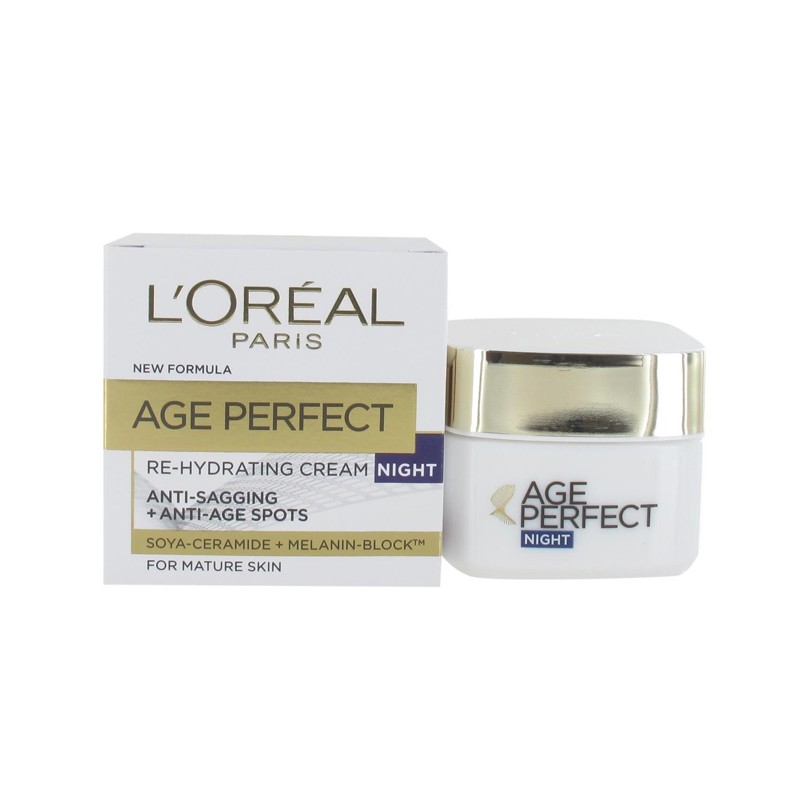 L'ORÉAL
PARIS
NEW FORMULA
AGE PERFECT
RE-HYDRATING CREAM NIGHT
ANTI-SAGGING
+ ANTI-AGE SPOTS
SOYA-CERAMIDE + MELANIN-BLOCK™
FOR MATURE SKIN
AGE
PERFECT
NIGHT